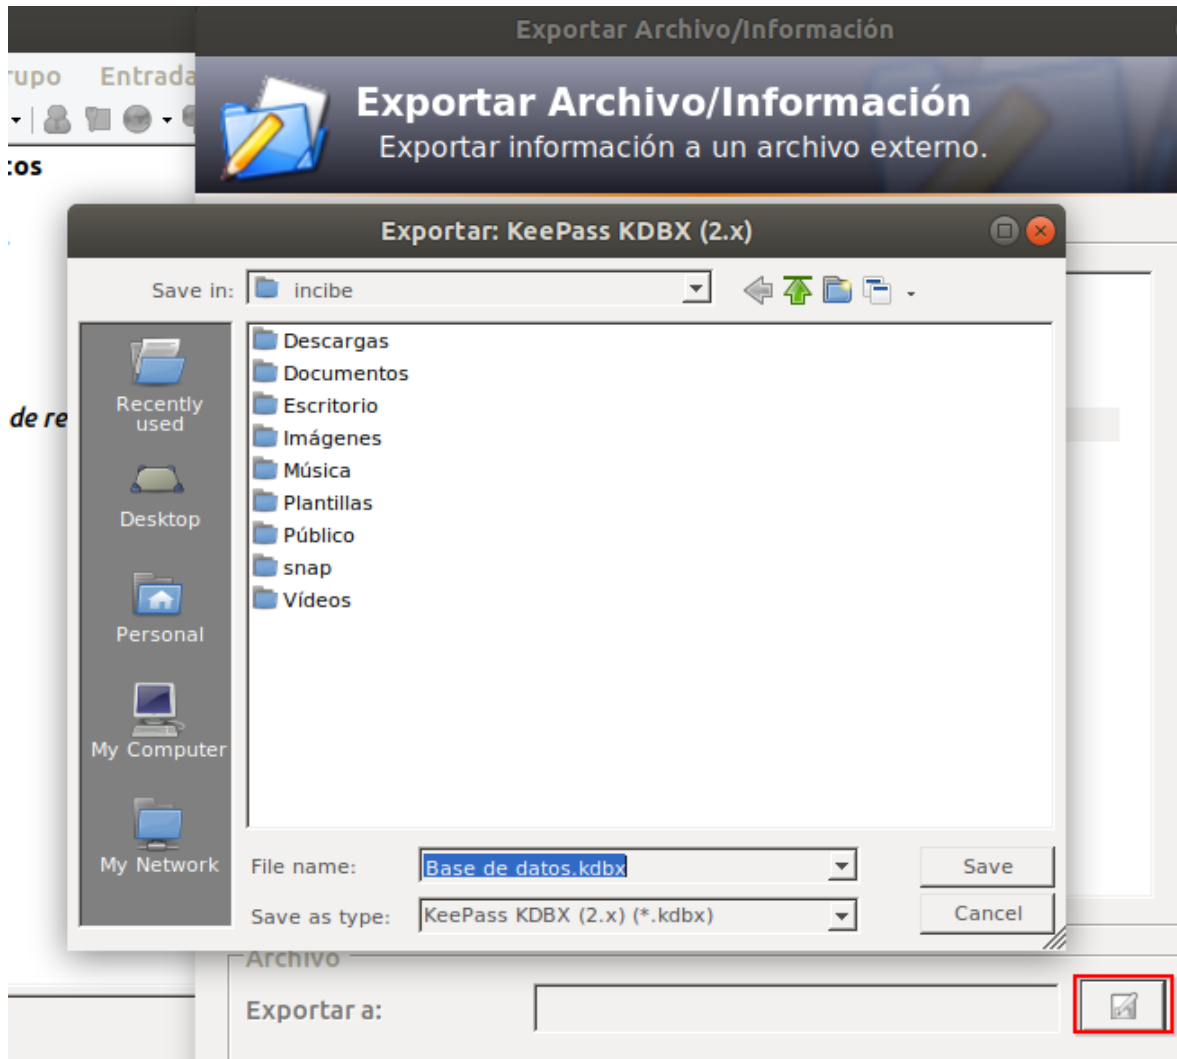 Exportar Archivo/Información
rupo Entrada
Exportar Archivo/Información
Exportar información a un archivo externo.
tos
Exportar: KeePass KDBX (2.x)
Save in: incibe
Descargas
Documentos
Escritorio
Imágenes
Música
Plantillas
Público
snap
Vídeos
Recently
used
Desktop
Personal
My Computer
My Network
de re
File name: Base de datos.kdbx Save
Save as type: KeePass KDBX (2.x) (*.kdbx) Cancel
Archivo
Exportar a: